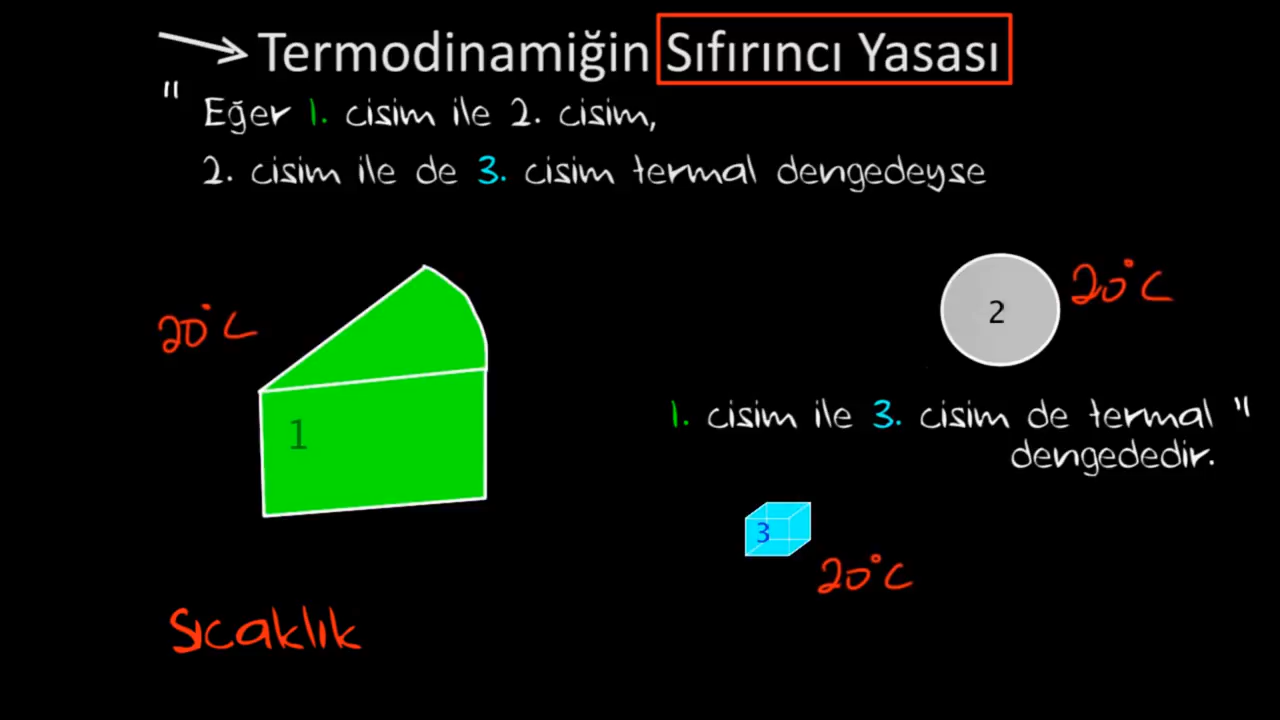 Termodinamiğin Sıfırıncı Yasası
" Eğer 1. cisim ile 2. cisim,
2. cisim ile de 3. cisim termal dengedeyse
20°C
1
2
20°C
1. cisim ile 3. cisim de termal "
dengededir.
3
20°C
Sıcaklık